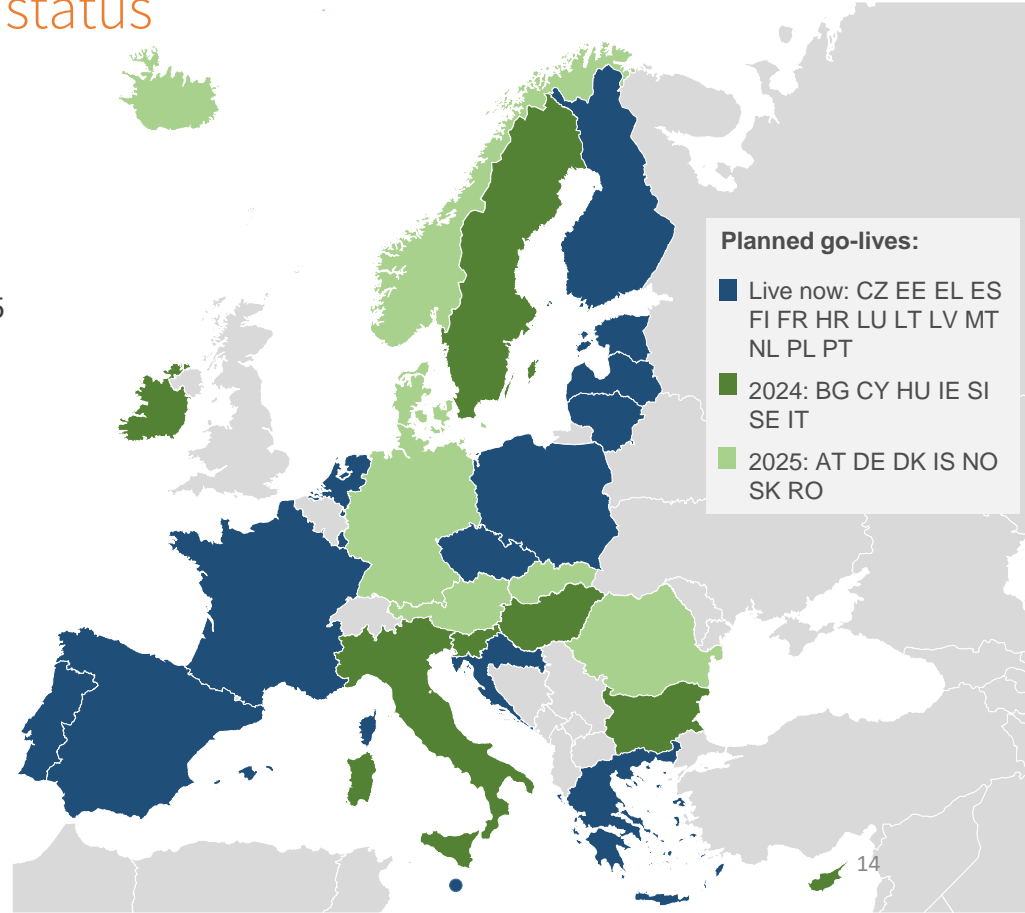 status
5
Planned go-lives:
Live now: CZ EE EL ES
FI FR HR LU LT LV MT
NL PL PT
2024: BG CY HU IE SI
SE IT
2025: AT DE DK IS NO
SK RO
14